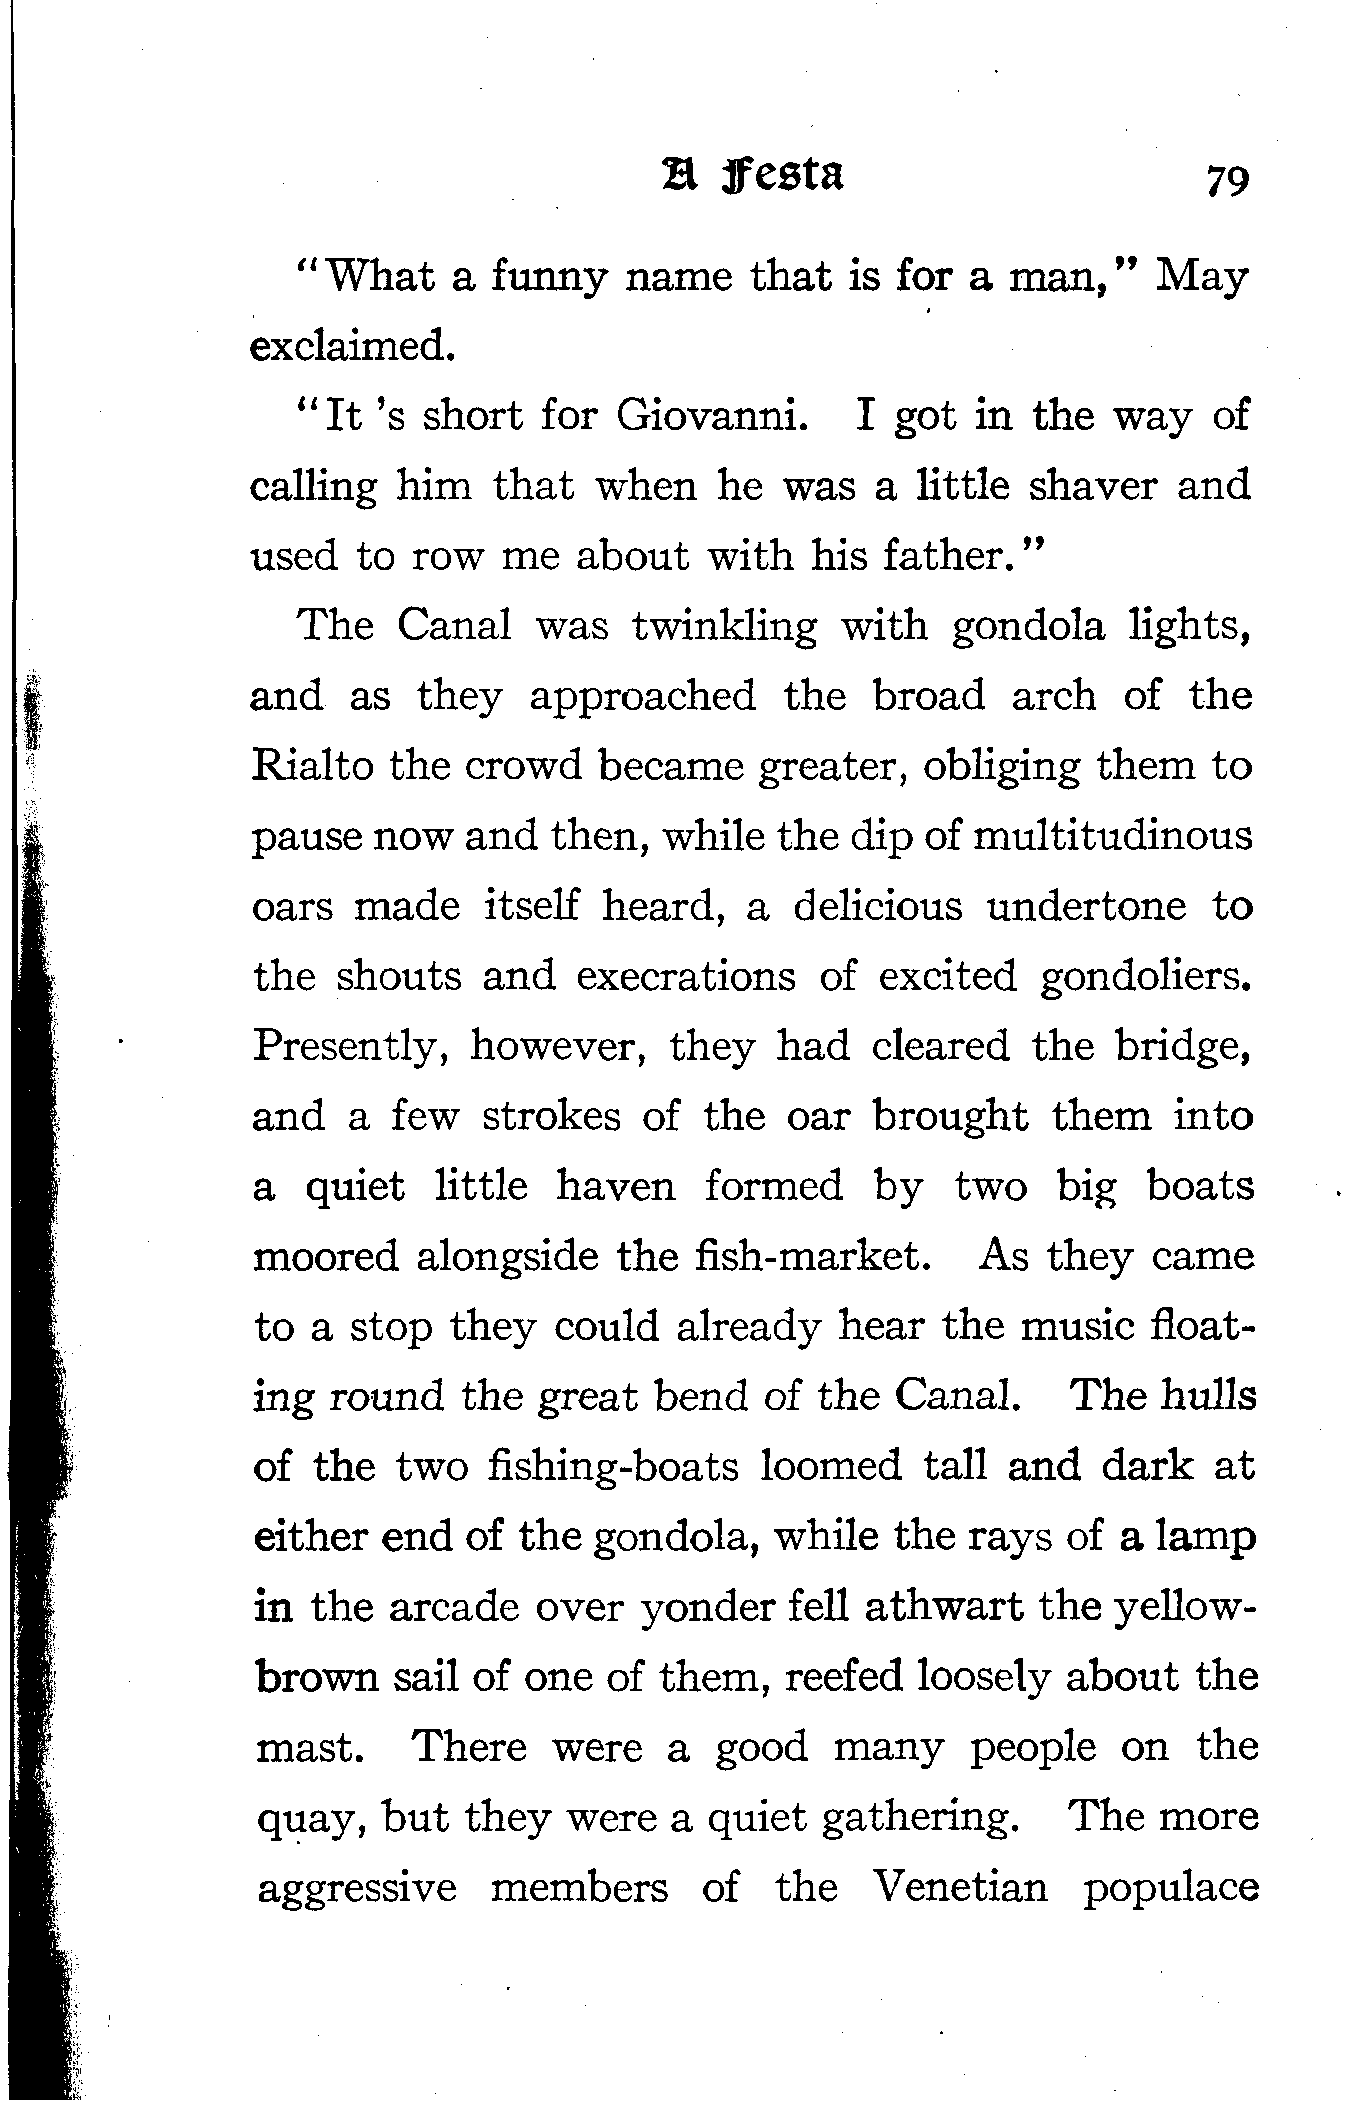 A Festa 79
"What a funny name that is for a man," May
exclaimed.
"It 's short for Giovanni. I got in the way of
calling him that when he was a little shaver and
used to row me about with his father."
The Canal was twinkling with gondola lights,
and as they approached the broad arch of the
Rialto the crowd became greater, obliging them to
pause now and then, while the dip of multitudinous
oars made itself heard, a delicious undertone to
the shouts and execrations of excited gondoliers.
Presently, however, they had cleared the bridge,
and a few strokes of the oar brought them into
a quiet little haven formed by two big boats
moored alongside the fish-market. As they came
to a stop they could already hear the music float-
ing round the great bend of the Canal. The hulls
of the two fishing-boats loomed tall and dark at
either end of the gondola, while the rays of a lamp
in the arcade over yonder fell athwart the yellow-
brown sail of one of them, reefed loosely about the
mast. There were a good many people on the
quay, but they were a quiet gathering. The more
aggressive members of the Venetian populace